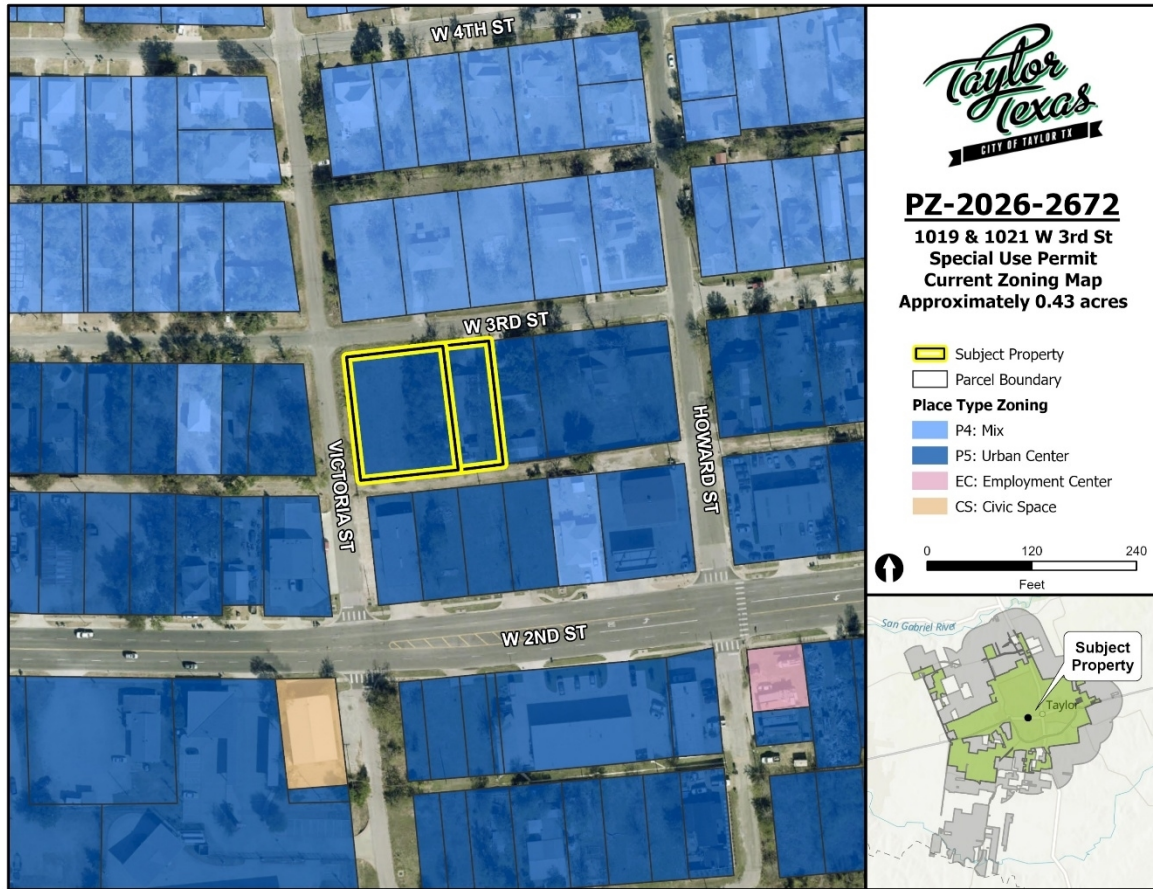 W 4TH ST
W 3RD ST
VICTORIA ST
HOWARD ST
W 2ND ST
Taylor
Texas
CITY OF TAYLOR TX
PZ-2026-2672
1019 & 1021 W 3rd St
Special Use Permit
Current Zoning Map
Approximately 0.43 acres
Subject Property
Parcel Boundary
Place Type Zoning
P4: Mix
P5: Urban Center
EC: Employment Center
CS: Civic Space
0 120 240
Feet
San Gabriel River
Subject
Property
Taylor